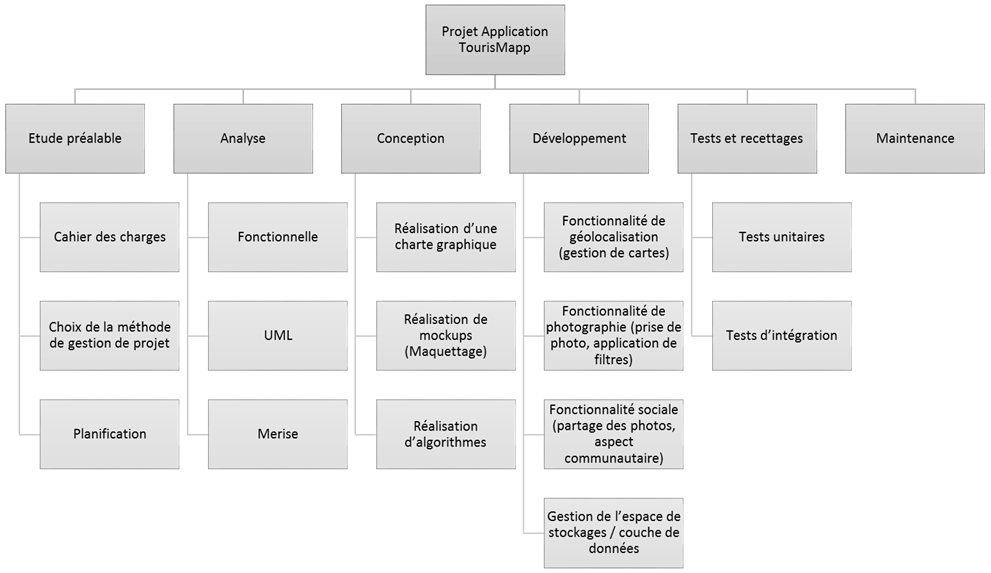 Projet Application
TourisMapp
Etude préalable
Analyse
Conception
Développement
Tests et recettages
Maintenance
Cahier des charges
Fonctionnelle
Réalisation d’une
charte graphique
Fonctionnalité de
géolocalisation
(gestion de cartes)
Tests unitaires
Choix de la méthode
de gestion de projet
UML
Réalisation de
mockups
(Maquettage)
Fonctionnalité de
photographie (prise de
photo, application de
filtres)
Tests d’intégration
Planification
Merise
Réalisation
d’algorithmes
Fonctionnalité sociale
(partage des photos,
aspect
communautaire)
Gestion de l’espace de
stockages / couche de
données